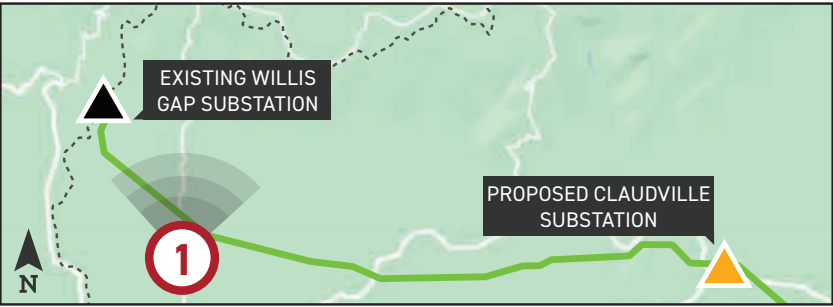 EXISTING WILLIS
GAP SUBSTATION
PROPOSED CLAUDVILLE
SUBSTATION
1
N